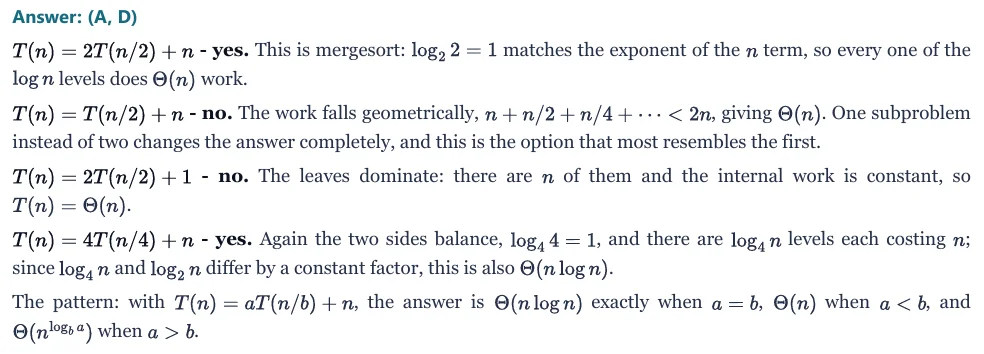 Answer: (A, D)
T(n) = 2T(n/2) + n - yes. This is mergesort: log₂ 2 = 1 matches the exponent of the n term, so every one of the
log n levels does Θ(n) work.
T(n) = T(n/2) + n - no. The work falls geometrically, n + n/2 + n/4 + ⋯ < 2n, giving Θ(n). One subproblem
instead of two changes the answer completely, and this is the option that most resembles the first.
T(n) = 2T(n/2) + 1 - no. The leaves dominate: there are n of them and the internal work is constant, so
T(n) = Θ(n).
T(n) = 4T(n/4) + n - yes. Again the two sides balance, log₄ 4 = 1, and there are log₄ n levels each costing n;
since log₄ n and log₂ n differ by a constant factor, this is also Θ(n log n).
The pattern: with T(n) = aT(n/b) + n, the answer is Θ(n log n) exactly when a = b, Θ(n) when a < b, and
Θ(n^{log_b a}) when a > b.